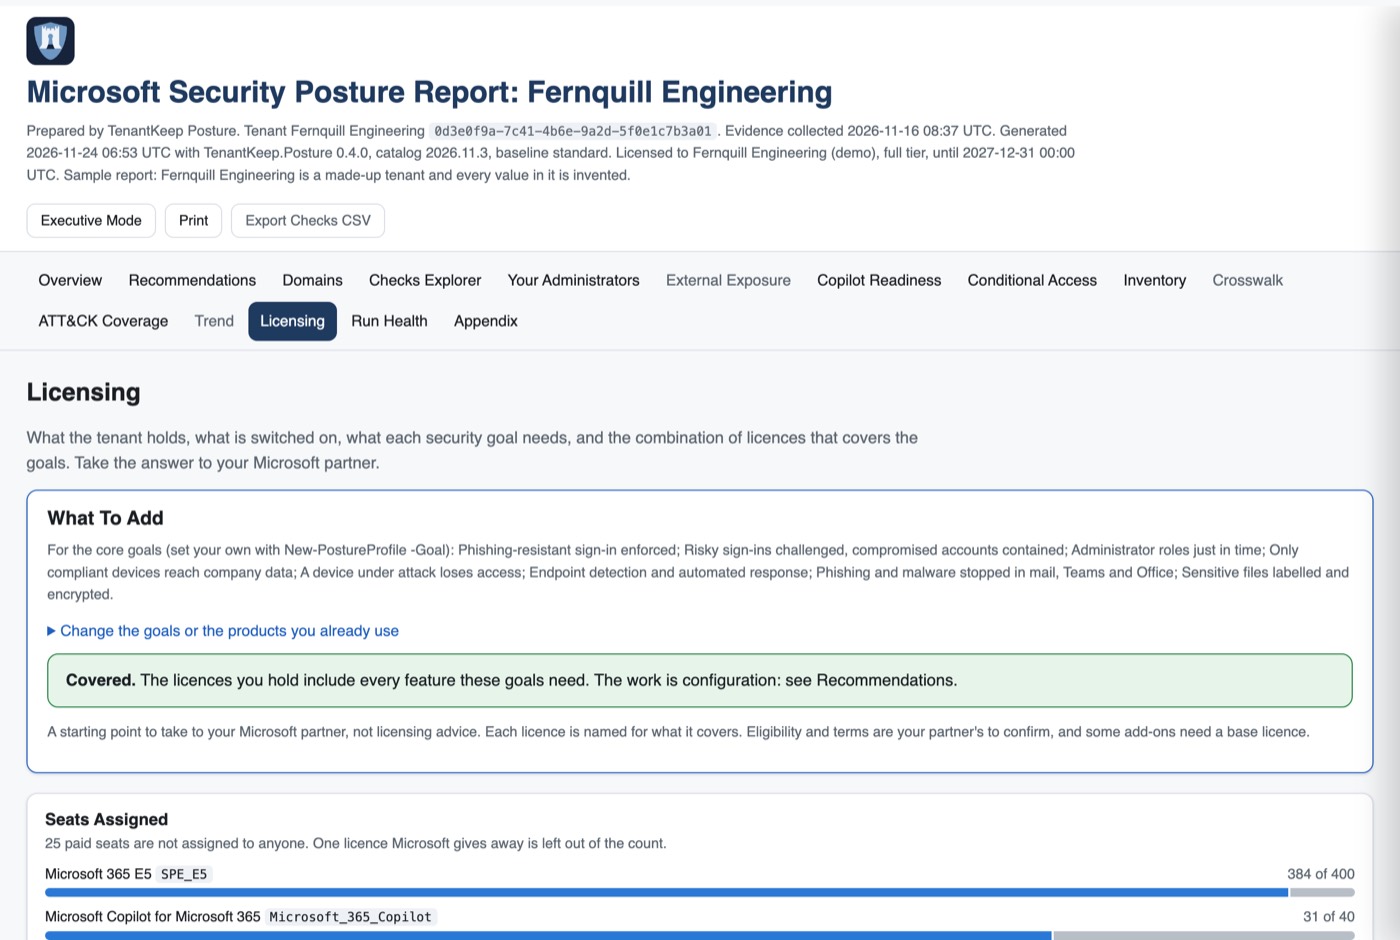 Microsoft Security Posture Report: Fernquill Engineering
Prepared by TenantKeep Posture. Tenant Fernquill Engineering 0d3e0f9a-7c41-4b6e-9a2d-5f0e1c7b3a01 . Evidence collected 2026-11-16 08:37 UTC. Generated
2026-11-24 06:53 UTC with TenantKeep.Posture 0.4.0, catalog 2026.11.3, baseline standard. Licensed to Fernquill Engineering (demo), full tier, until 2027-12-31 00:00
UTC. Sample report: Fernquill Engineering is a made-up tenant and every value in it is invented.
Executive Mode Print Export Checks CSV
Overview Recommendations Domains Checks Explorer Your Administrators External Exposure Copilot Readiness Conditional Access Inventory Crosswalk
ATT&CK Coverage Trend Licensing Run Health Appendix
Licensing
What the tenant holds, what is switched on, what each security goal needs, and the combination of licences that covers the
goals. Take the answer to your Microsoft partner.
What To Add
For the core goals (set your own with New-PostureProfile -Goal): Phishing-resistant sign-in enforced; Risky sign-ins challenged, compromised accounts contained; Administrator roles just in time; Only
compliant devices reach company data; A device under attack loses access; Endpoint detection and automated response; Phishing and malware stopped in mail, Teams and Office; Sensitive files labelled and
encrypted.
▶ Change the goals or the products you already use
Covered. The licences you hold include every feature these goals need. The work is configuration: see Recommendations.
A starting point to take to your Microsoft partner, not licensing advice. Each licence is named for what it covers. Eligibility and terms are your partner's to confirm, and some add-ons need a base licence.
Seats Assigned
25 paid seats are not assigned to anyone. One licence Microsoft gives away is left out of the count.
Microsoft 365 E5 SPE_E5 384 of 400
Microsoft Copilot for Microsoft 365 Microsoft_365_Copilot 31 of 40